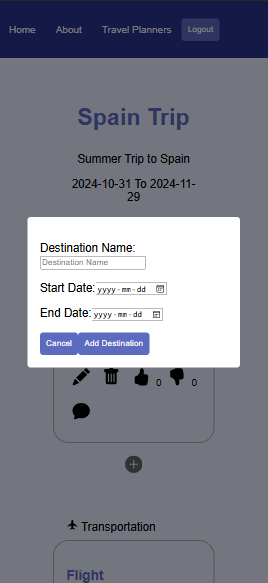 Home About Travel Planners Logout
Spain Trip
Summer Trip to Spain
2024-10-31 To 2024-11-
29
Destination Name:
Destination Name
Start Date: yyyy-mm-dd
End Date: yyyy-mm-dd
Cancel Add Destination
0 0
Transportation
Flight